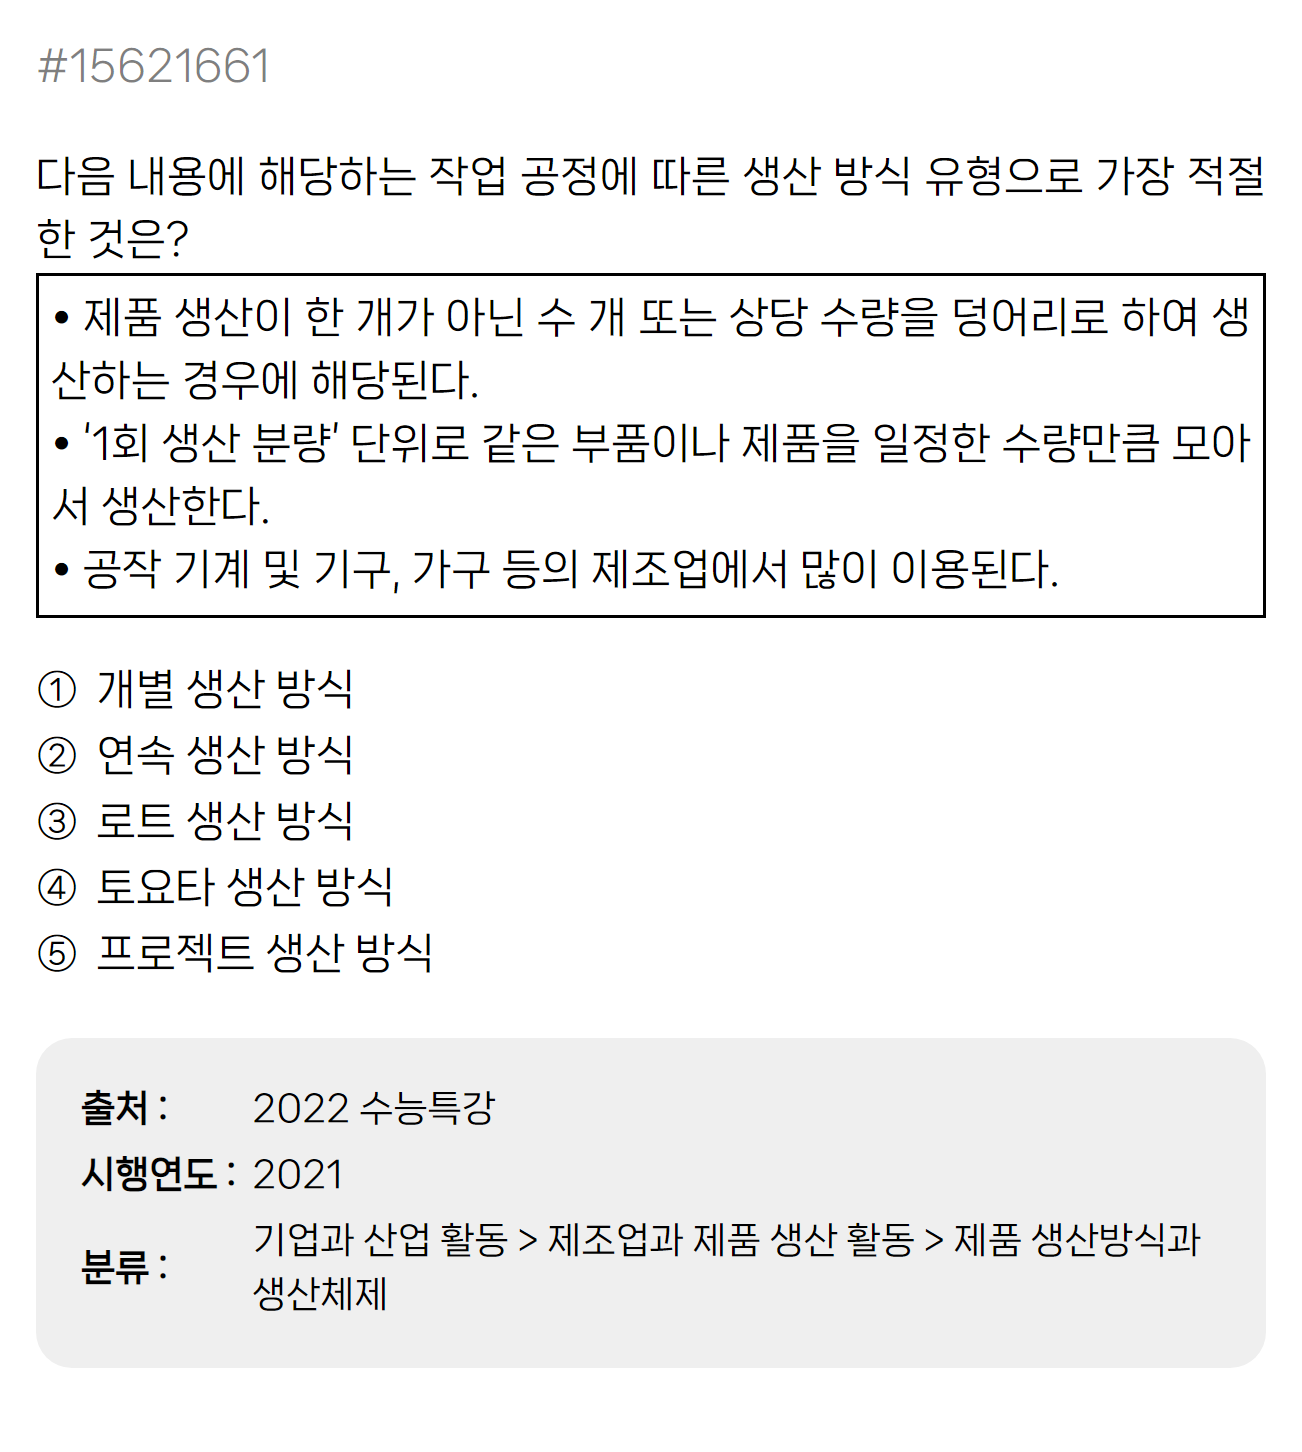 #15621661
다음 내용에 해당하는 작업 공정에 따른 생산 방식 유형으로 가장 적절
한 것은?
• 제품 생산이 한 개가 아닌 수 개 또는 상당 수량을 덩어리로 하여 생
산하는 경우에 해당된다.
• ‘1회 생산 분량’ 단위로 같은 부품이나 제품을 일정한 수량만큼 모아
서 생산한다.
• 공작 기계 및 기구, 가구 등의 제조업에서 많이 이용된다.
① 개별 생산 방식
② 연속 생산 방식
③ 로트 생산 방식
④ 토요타 생산 방식
⑤ 프로젝트 생산 방식
출처 : 2022 수능특강
시행연도 : 2021
분류 : 기업과 산업 활동 > 제조업과 제품 생산 활동 > 제품 생산방식과
생산체제